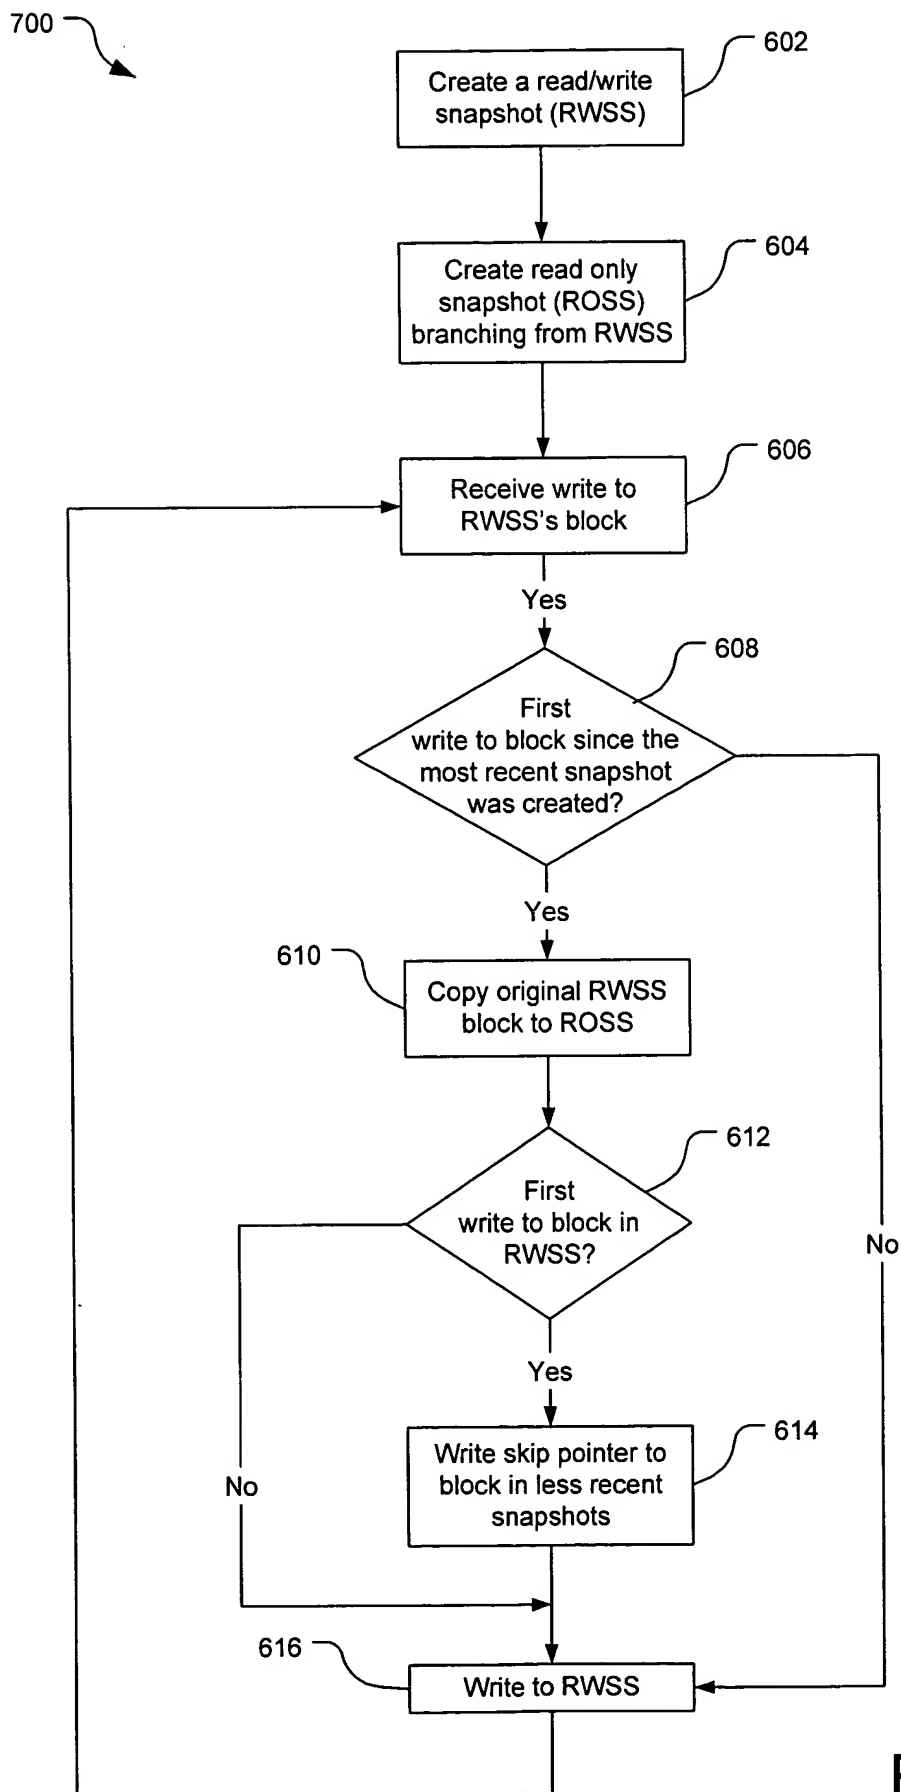 700
602
Create a read/write
snapshot (RWSS)
604
Create read only
snapshot (ROSS)
branching from RWSS
606
Receive write to
RWSS's block
Yes
608
First
write to block since the
most recent snapshot
was created?
Yes
610
Copy original RWSS
block to ROSS
612
First
write to block in
RWSS?
No
Yes
614
Write skip pointer to
block in less recent
snapshots
No
616
Write to RWSS